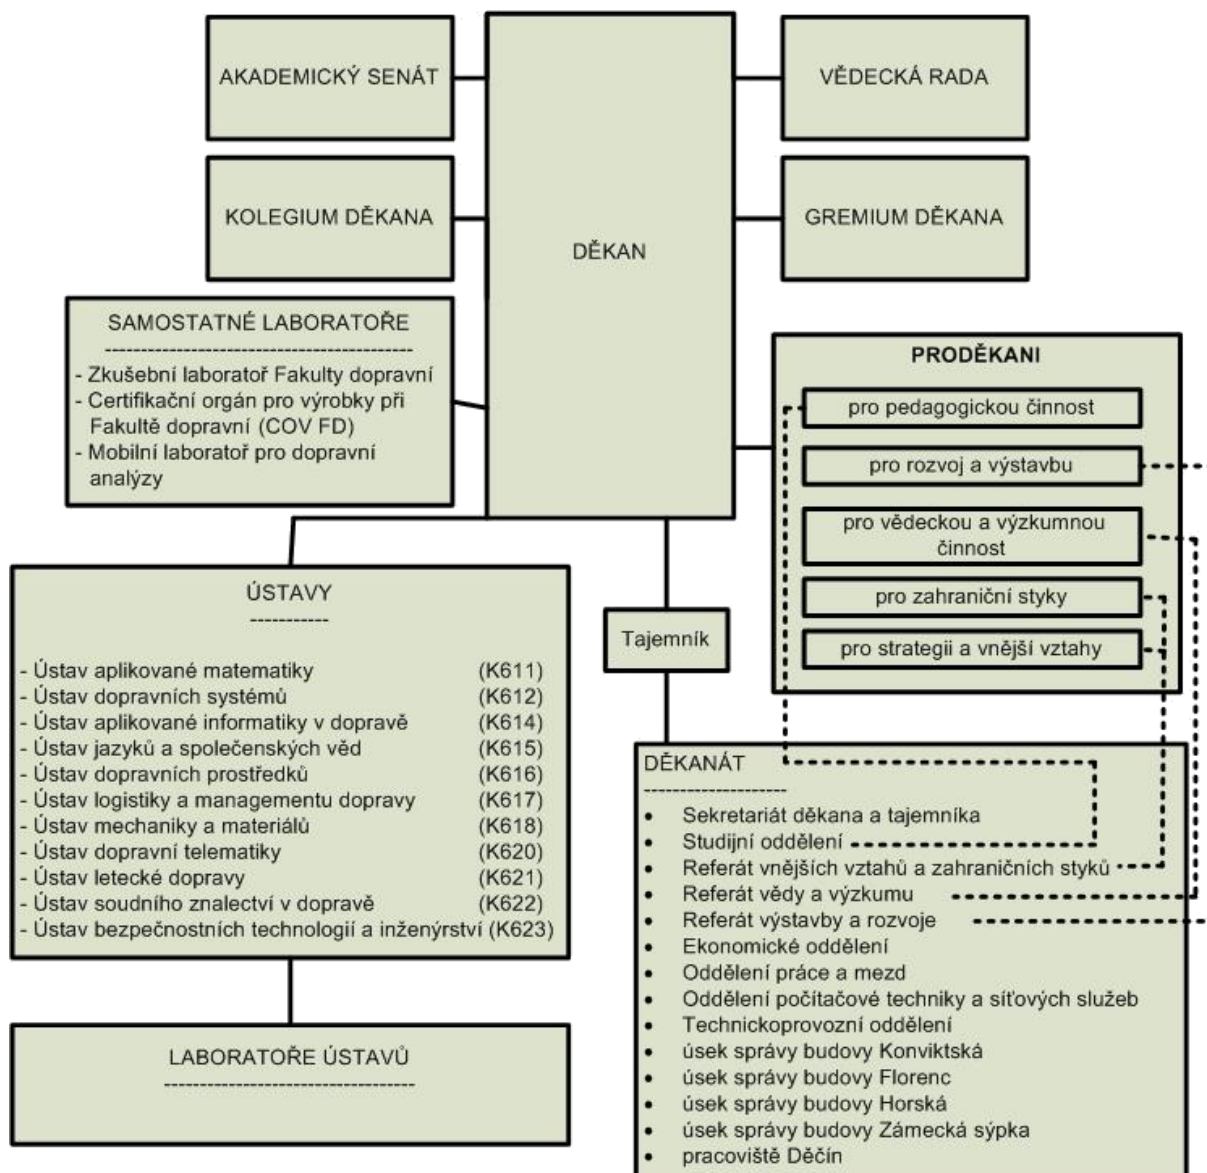 AKADEMICKÝ SENÁT
VĚDECKÁ RADA
KOLEGIUM DĚKANA
GREMIUM DĚKANA
DĚKAN
SAMOSTATNÉ LABORATOŘE
- Zkušební laboratoř Fakulty dopravní
- Certifikační orgán pro výrobky při
Fakultě dopravní (COV FD)
- Mobilní laboratoř pro dopravní
analýzy
PRODĚKANI
pro pedagogickou činnost
pro rozvoj a výstavbu
pro vědeckou a výzkumnou
činnost
pro zahraniční styky
pro strategii a vnější vztahy
ÚSTAVY
- Ústav aplikované matematiky (K611)
- Ústav dopravních systémů (K612)
- Ústav aplikované informatiky v dopravě (K614)
- Ústav jazyků a společenských věd (K615)
- Ústav dopravních prostředků (K616)
- Ústav logistiky a managementu dopravy (K617)
- Ústav mechaniky a materiálů (K618)
- Ústav dopravní telematiky (K620)
- Ústav letecké dopravy (K621)
- Ústav soudního znalectví v dopravě (K622)
- Ústav bezpečnostních technologií a inženýrství (K623)
Tajemník
LABORATOŘE ÚSTAVŮ
DĚKANÁT
• Sekretariát děkana a tajemníka
• Studijní oddělení
• Referát vnějších vztahů a zahraničních styků
• Referát vědy a výzkumu
• Referát výstavby a rozvoje
• Ekonomické oddělení
• Oddělení práce a mezd
• Oddělení počítačové techniky a síťových služeb
• Technickoprovozní oddělení
• úsek správy budovy Konviktská
• úsek správy budovy Florenc
• úsek správy budovy Horská
• úsek správy budovy Zámecká sýpka
• pracoviště Děčín